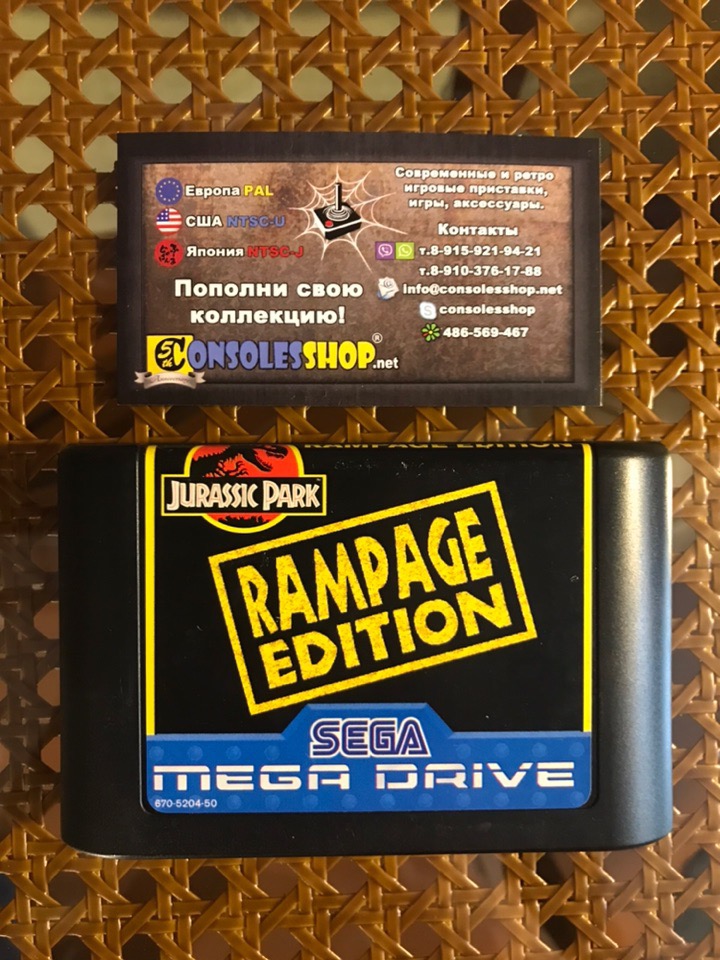 Европа PAL
США NTSC-U
Япония NTSC-J
Пополни свою
коллекцию!
5th CONSOLESSHOP.net ®
Anniversary
Современные и ретро
игровые приставки,
игры, аксессуары.
Контакты
т.8-915-921-94-21
т.8-910-376-17-88
info@consolesshop.net
consolesshop
486-569-467
RAMPAGE EDITION
JURASSIC PARK
RAMPAGE
EDITION
SEGA
MEGA DRIVE
670-5204-50